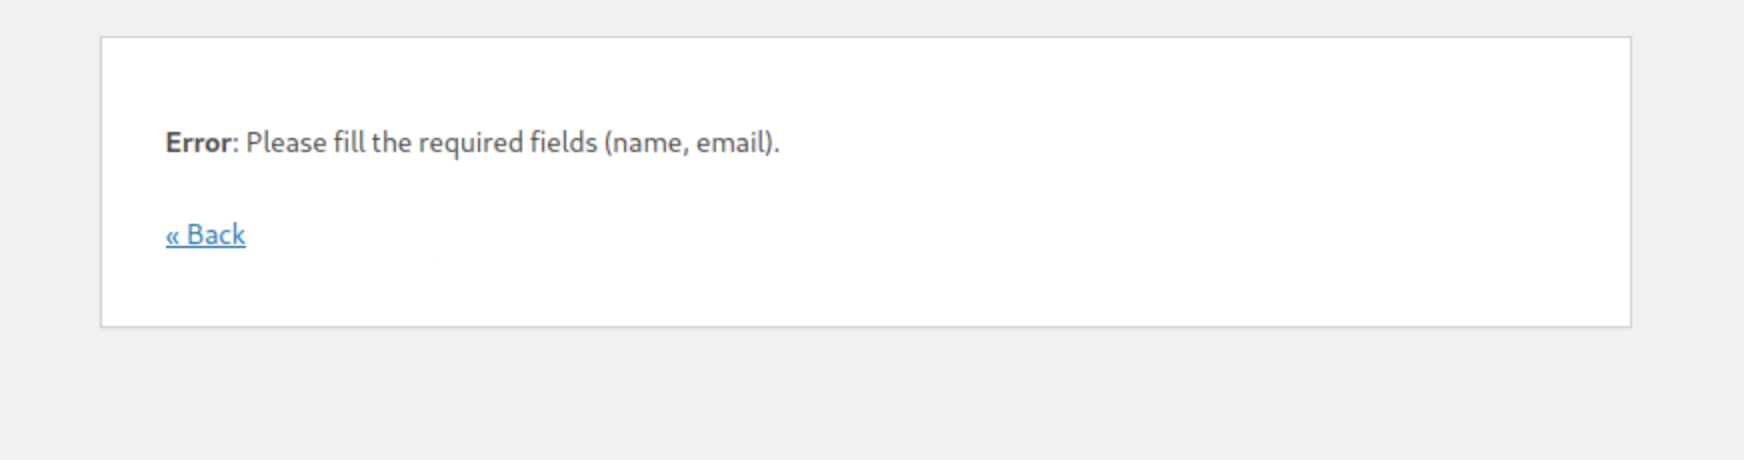 Error: Please fill the required fields (name, email).
« Back